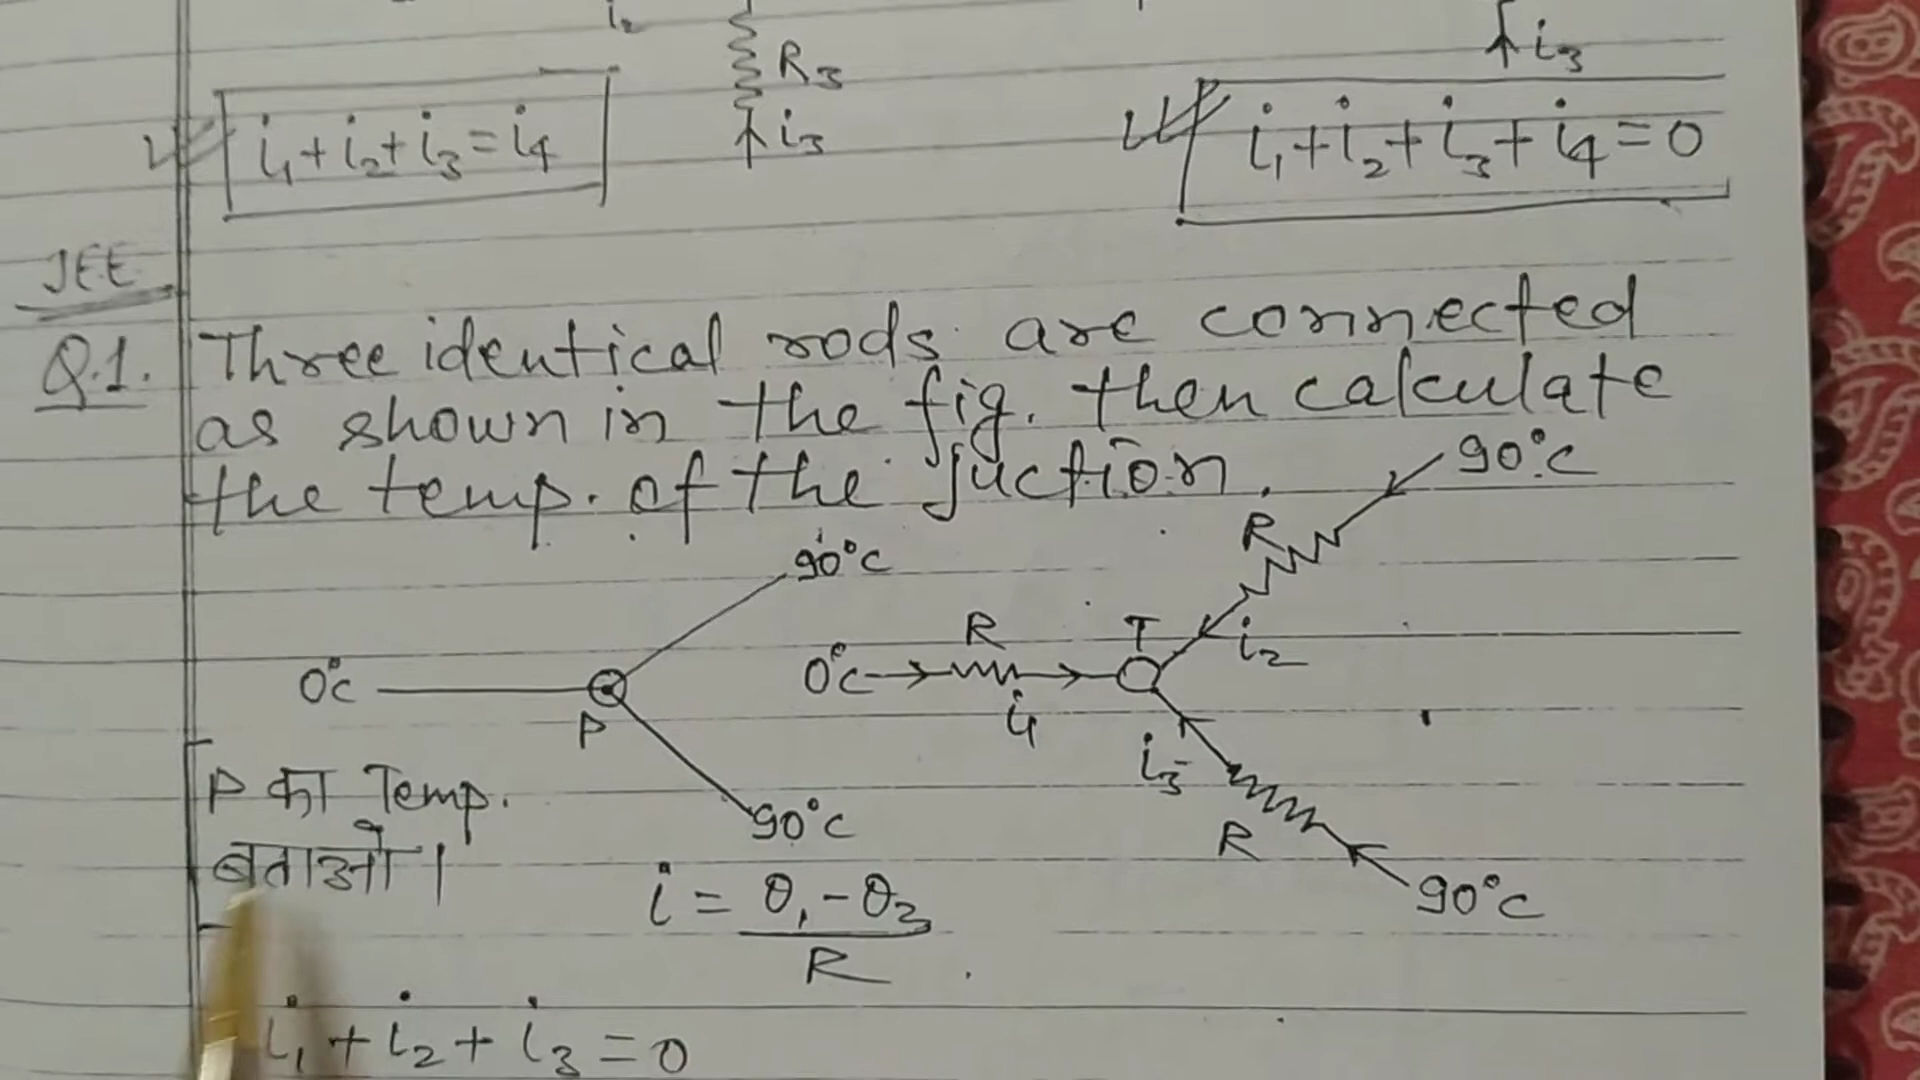 i₂
R₃
i₃
i₃
i₁+i₂+i₃=i₄
i₁+i₂+i₃+i₄=0
JEE
Q.1. Three identical rods are connected
as shown in the fig. then calculate
the temp. of the juction.
90°C
90°C
R
0°C
P
0°C
R
i₁
T
i₂
i₃
R
90°C
90°C
P का Temp.
बताओ।
i = θ₁-θ₂
R
i₁+i₂+i₃=0